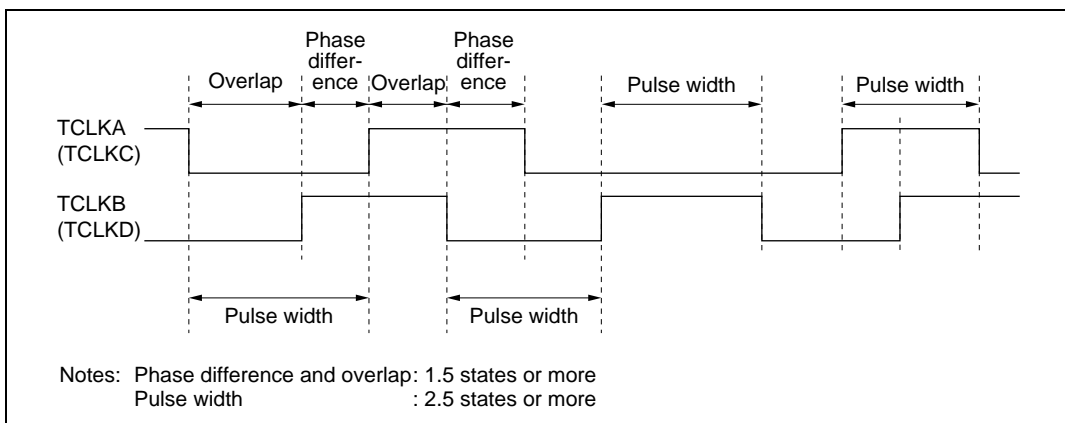 Phase
differ-
ence
Phase
differ-
ence
Overlap
Overlap
Pulse width
Pulse width
TCLKA
(TCLKC)
TCLKB
(TCLKD)
Pulse width
Pulse width
Notes: Phase difference and overlap : 1.5 states or more
Pulse width : 2.5 states or more